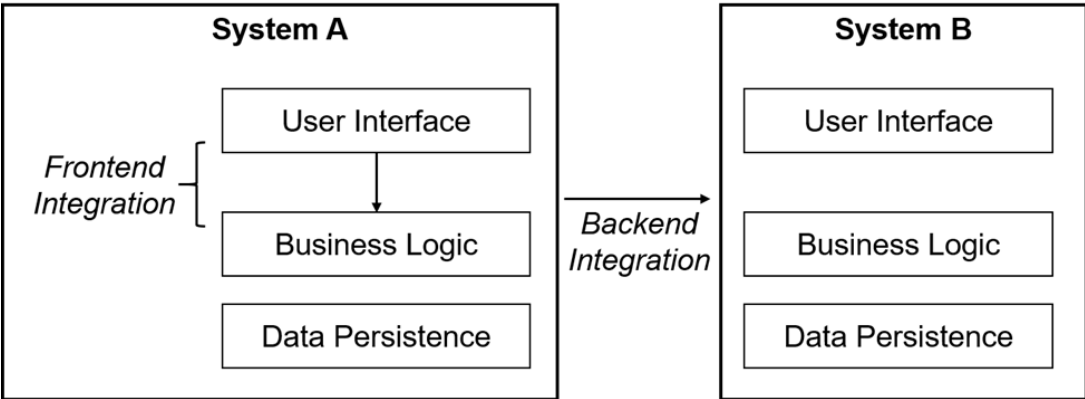 System A
User Interface
Frontend
Integration
Business Logic
Data Persistence
Backend
Integration
System B
User Interface
Business Logic
Data Persistence